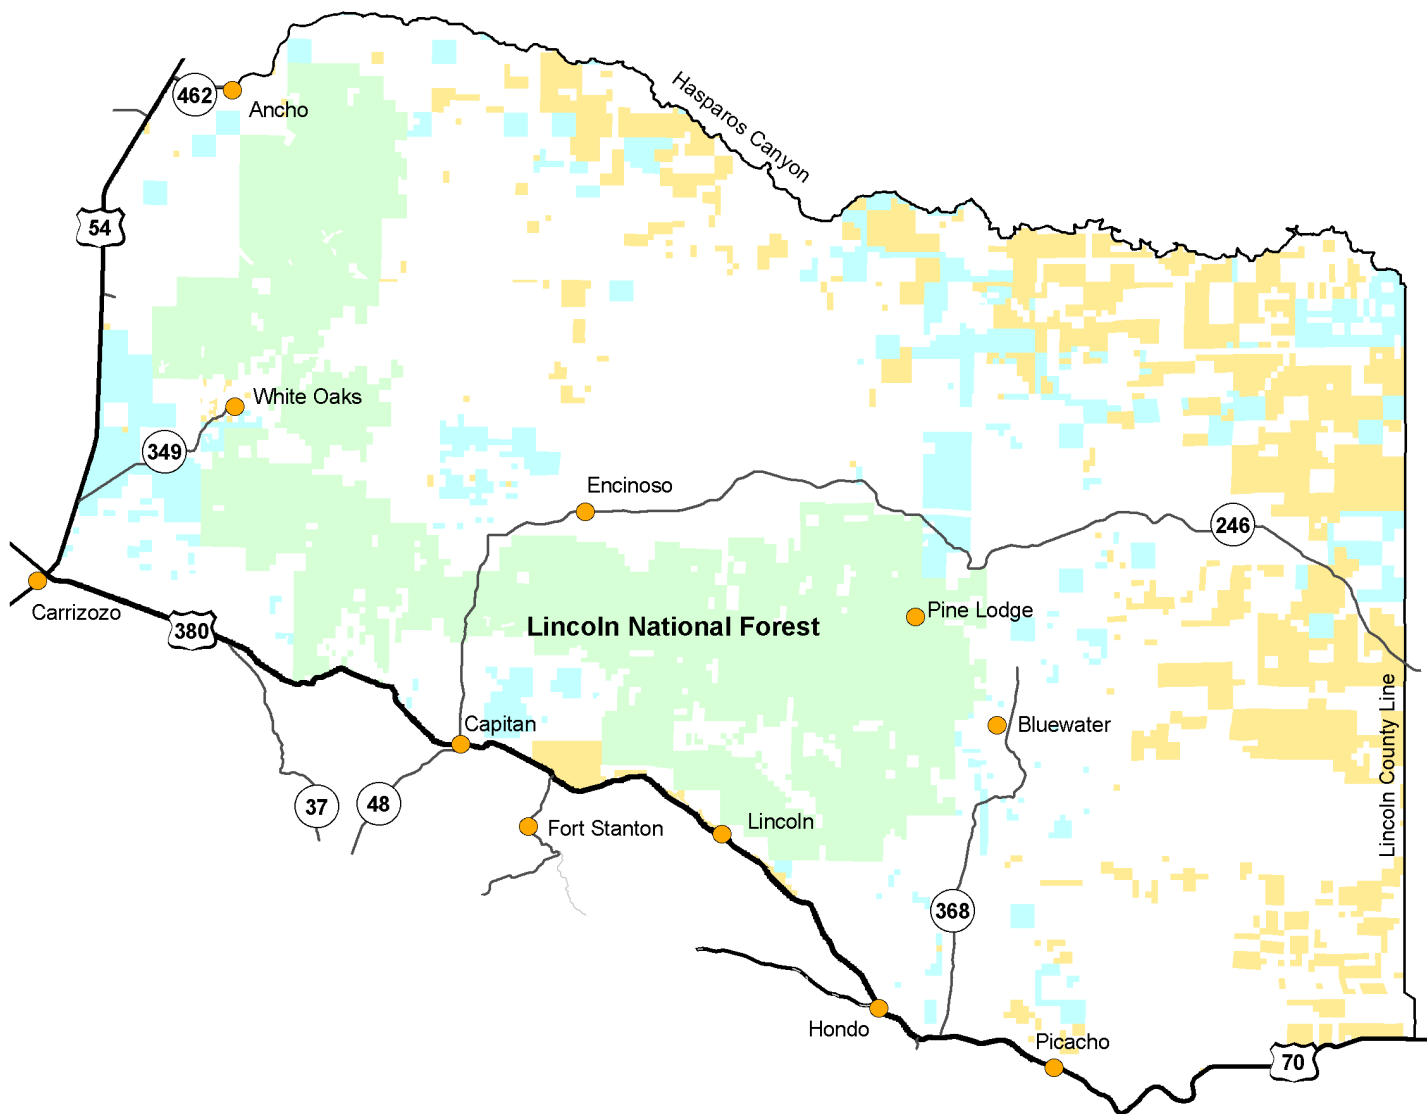 462
Ancho
Hasparos Canyon
54
White Oaks
349
Encinoso
246
Carrizozo
380
Lincoln National Forest
Pine Lodge
Capitan
Bluewater
Lincoln County Line
37
48
Fort Stanton
Lincoln
368
Hondo
Picacho
70